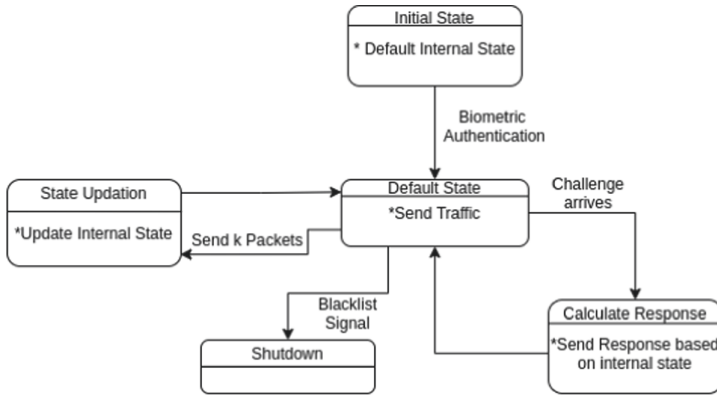 Initial State
* Default Internal State
Biometric
Authentication
State Updation
*Update Internal State
Default State
*Send Traffic
Challenge
arrives
Send k Packets
Blacklist
Signal
Shutdown
Calculate Response
*Send Response based
on internal state